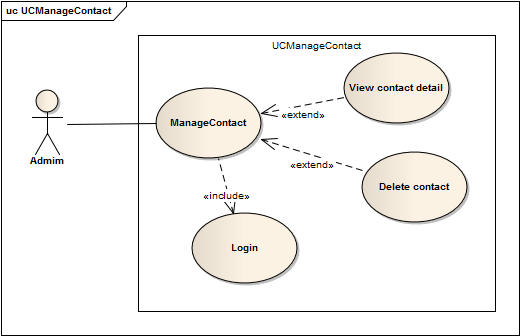 uc UCManageContact
UCManageContact
View contact detail
«extend»
ManageContact
Admim
«extend»
Delete contact
«include»
Login